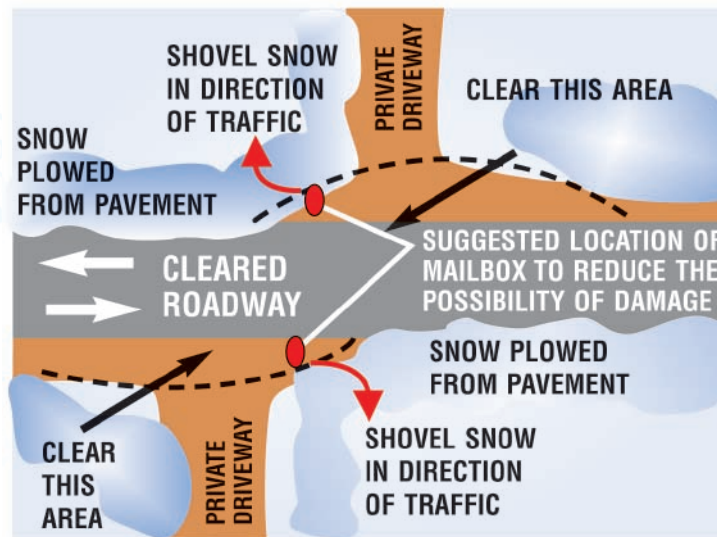 SHOVEL SNOW
IN DIRECTION
OF TRAFFIC
PRIVATE
DRIVEWAY
CLEAR THIS AREA
SNOW
PLOWED
FROM PAVEMENT
CLEARED
ROADWAY
SUGGESTED LOCATION OF
MAILBOX TO REDUCE THE
POSSIBILITY OF DAMAGE
SNOW PLOWED
FROM PAVEMENT
CLEAR
THIS
AREA
PRIVATE
DRIVEWAY
SHOVEL SNOW
IN DIRECTION
OF TRAFFIC